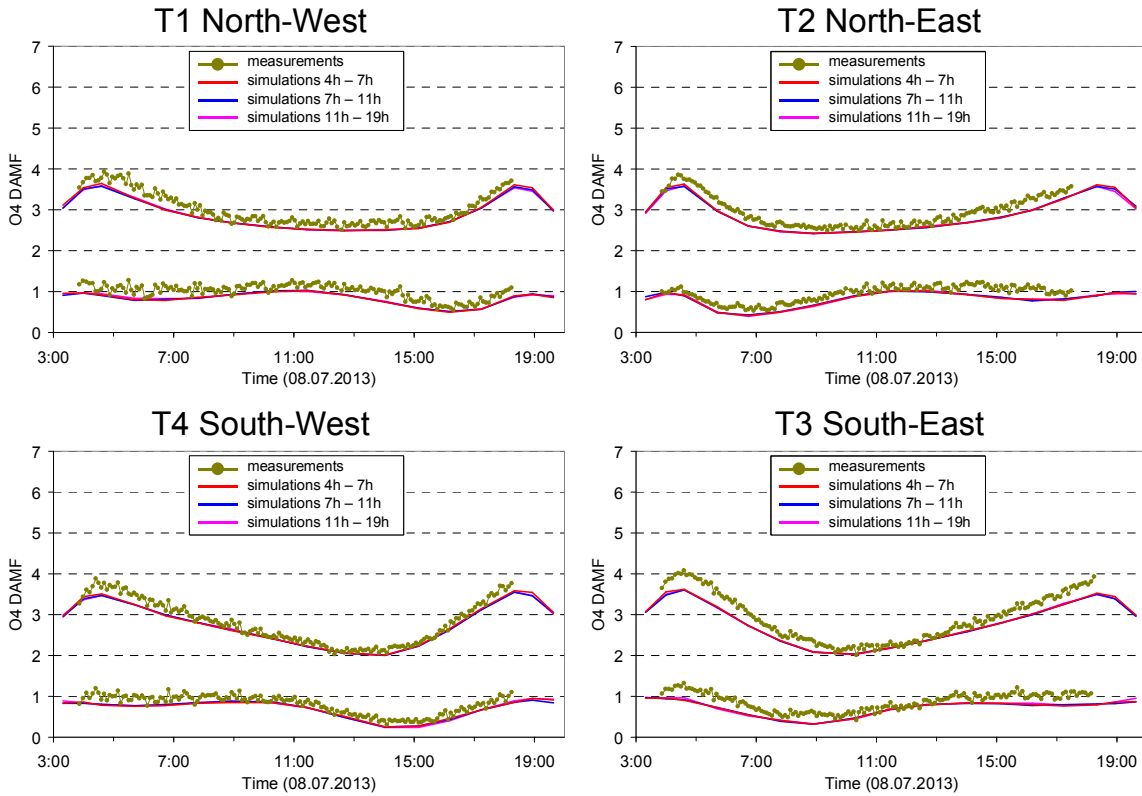 T1 North-West
7
6
5
4
3
2
1
0
O4 DAMF
measurements
simulations 4h – 7h
simulations 7h – 11h
simulations 11h – 19h
3:00 7:00 11:00 15:00 19:00
Time (08.07.2013)
T2 North-East
7
6
5
4
3
2
1
0
O4 DAMF
measurements
simulations 4h – 7h
simulations 7h – 11h
simulations 11h – 19h
3:00 7:00 11:00 15:00 19:00
Time (08.07.2013)
T4 South-West
7
6
5
4
3
2
1
0
O4 DAMF
measurements
simulations 4h – 7h
simulations 7h – 11h
simulations 11h – 19h
3:00 7:00 11:00 15:00 19:00
Time (08.07.2013)
T3 South-East
7
6
5
4
3
2
1
0
O4 DAMF
measurements
simulations 4h – 7h
simulations 7h – 11h
simulations 11h – 19h
3:00 7:00 11:00 15:00 19:00
Time (08.07.2013)